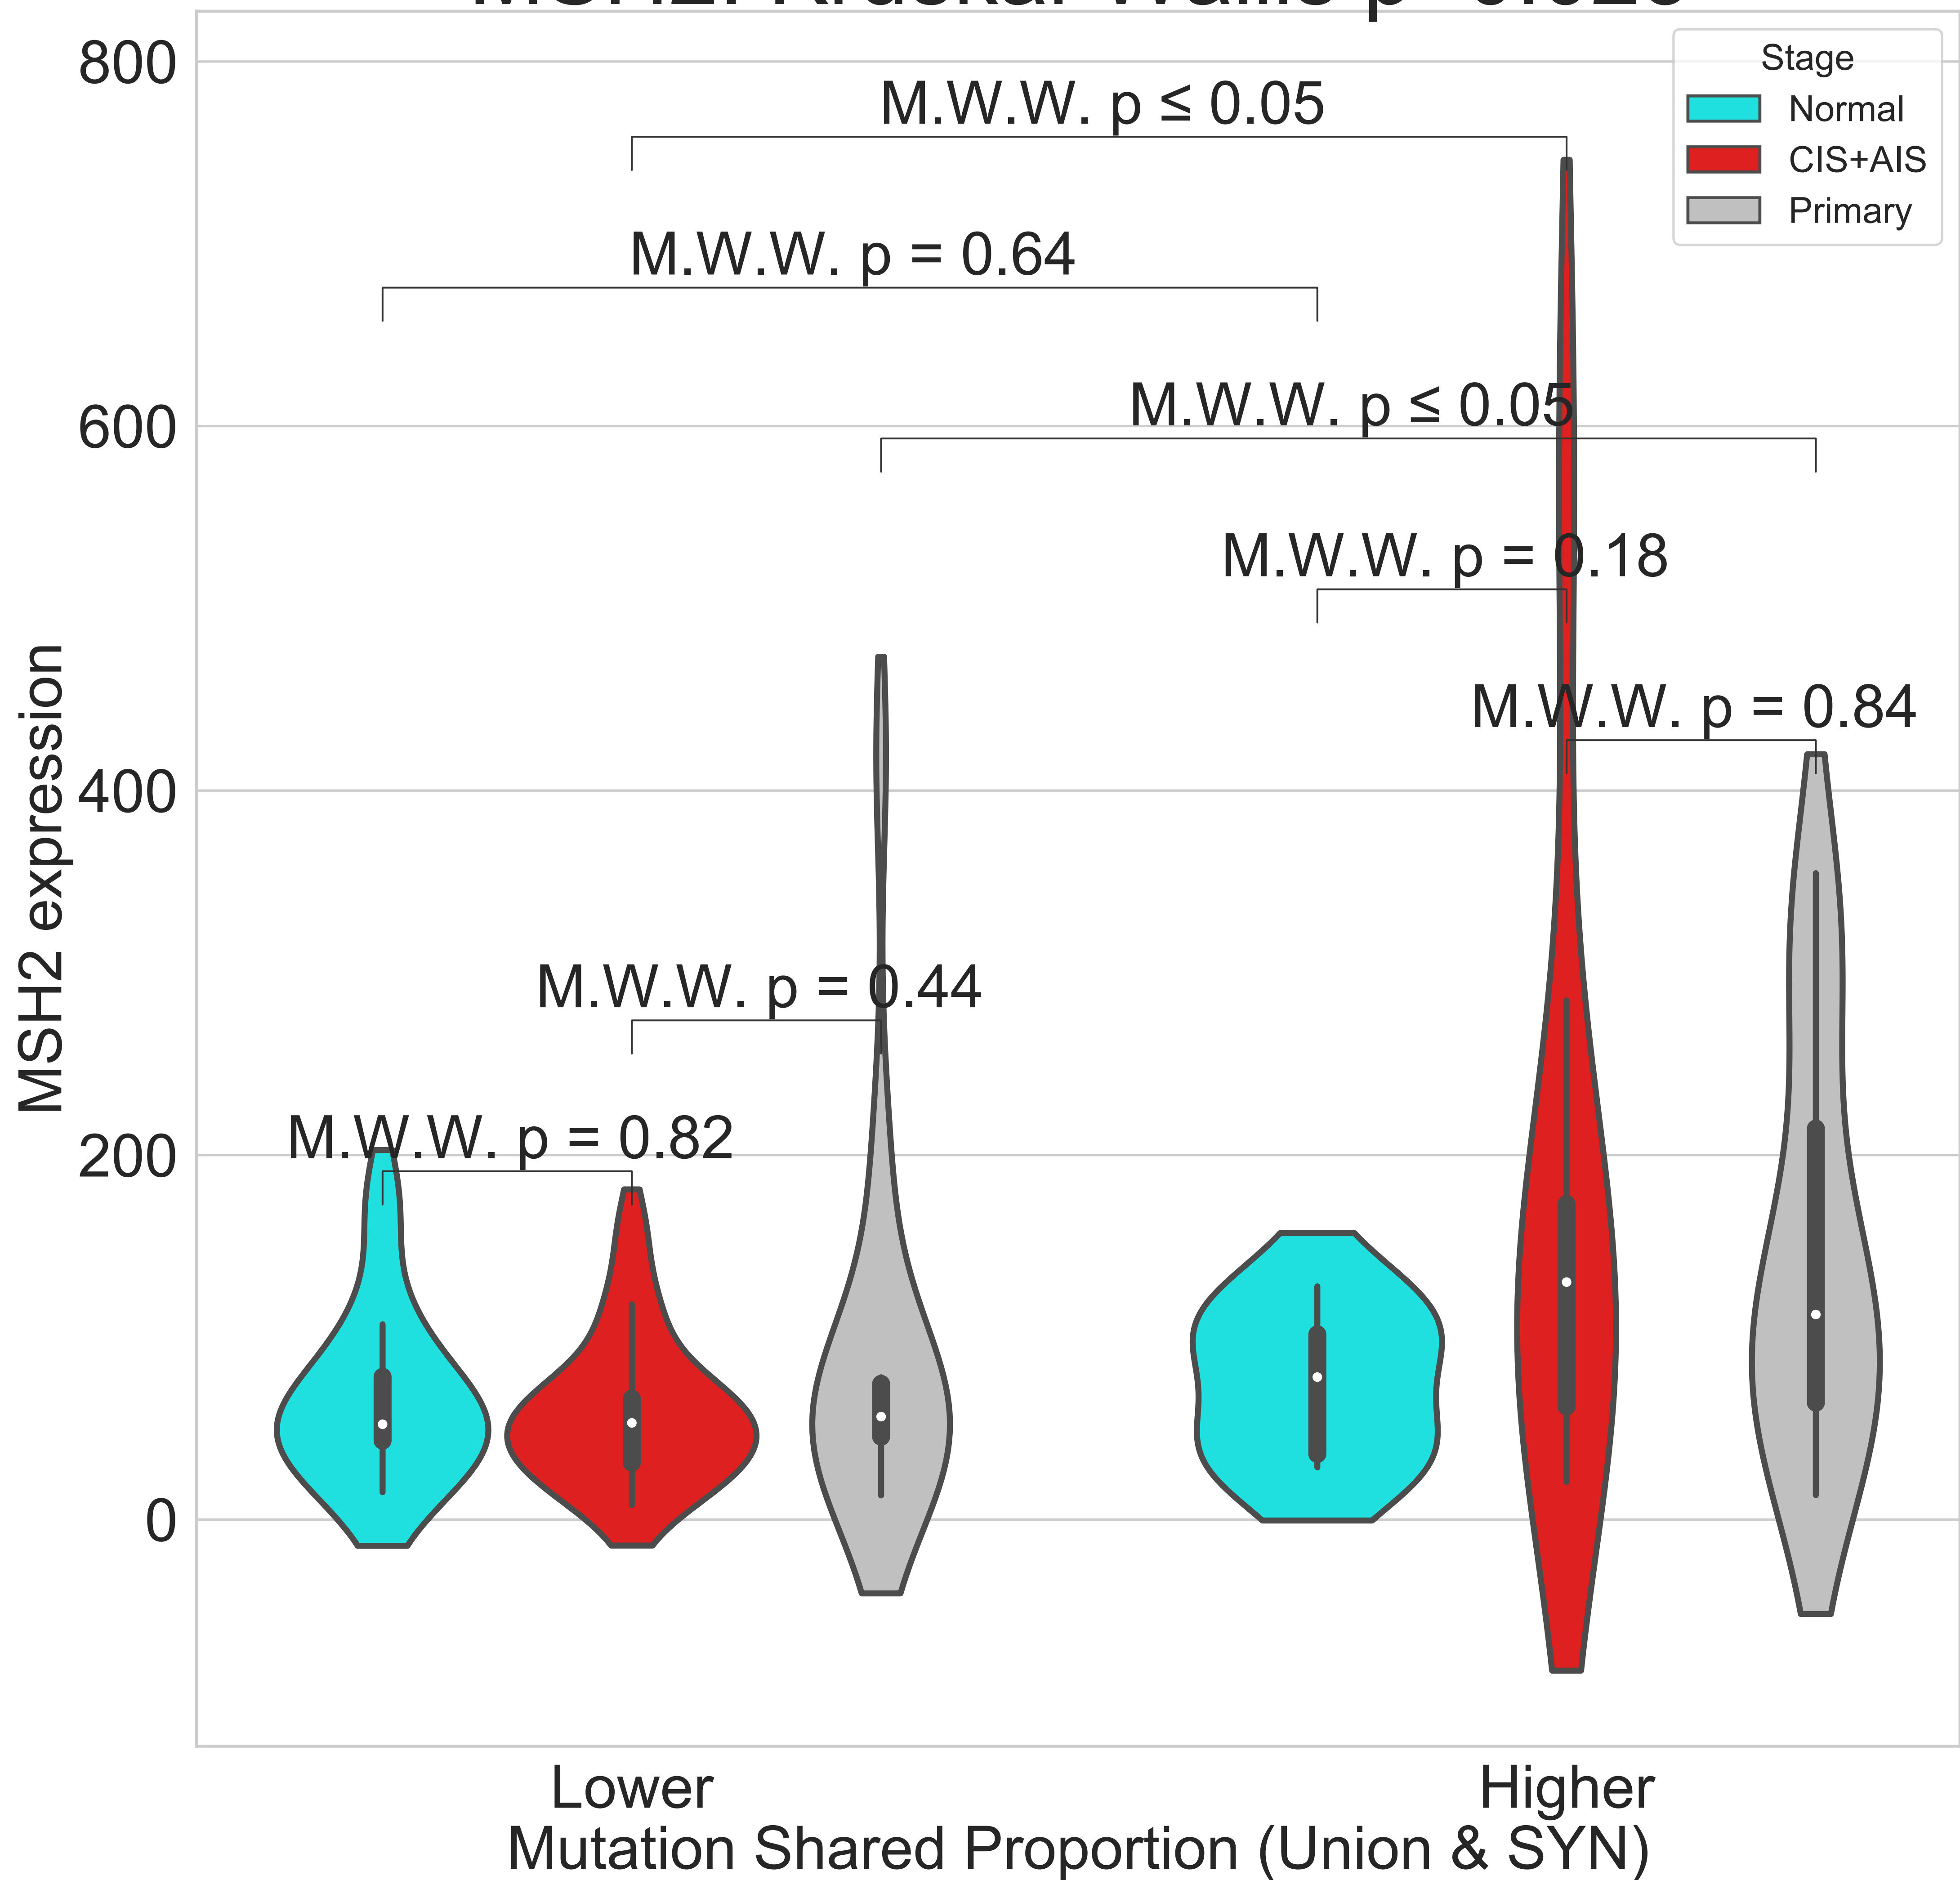 800
600
400
200
0
MSH2 expression
M.W.W. p ≤ 0.05
M.W.W. p = 0.64
M.W.W. p ≤ 0.05
M.W.W. p = 0.18
M.W.W. p = 0.84
M.W.W. p = 0.44
M.W.W. p = 0.82
Stage
Normal
CIS+AIS
Primary
Lower
Higher
Mutation Shared Proportion (Union & SYN)